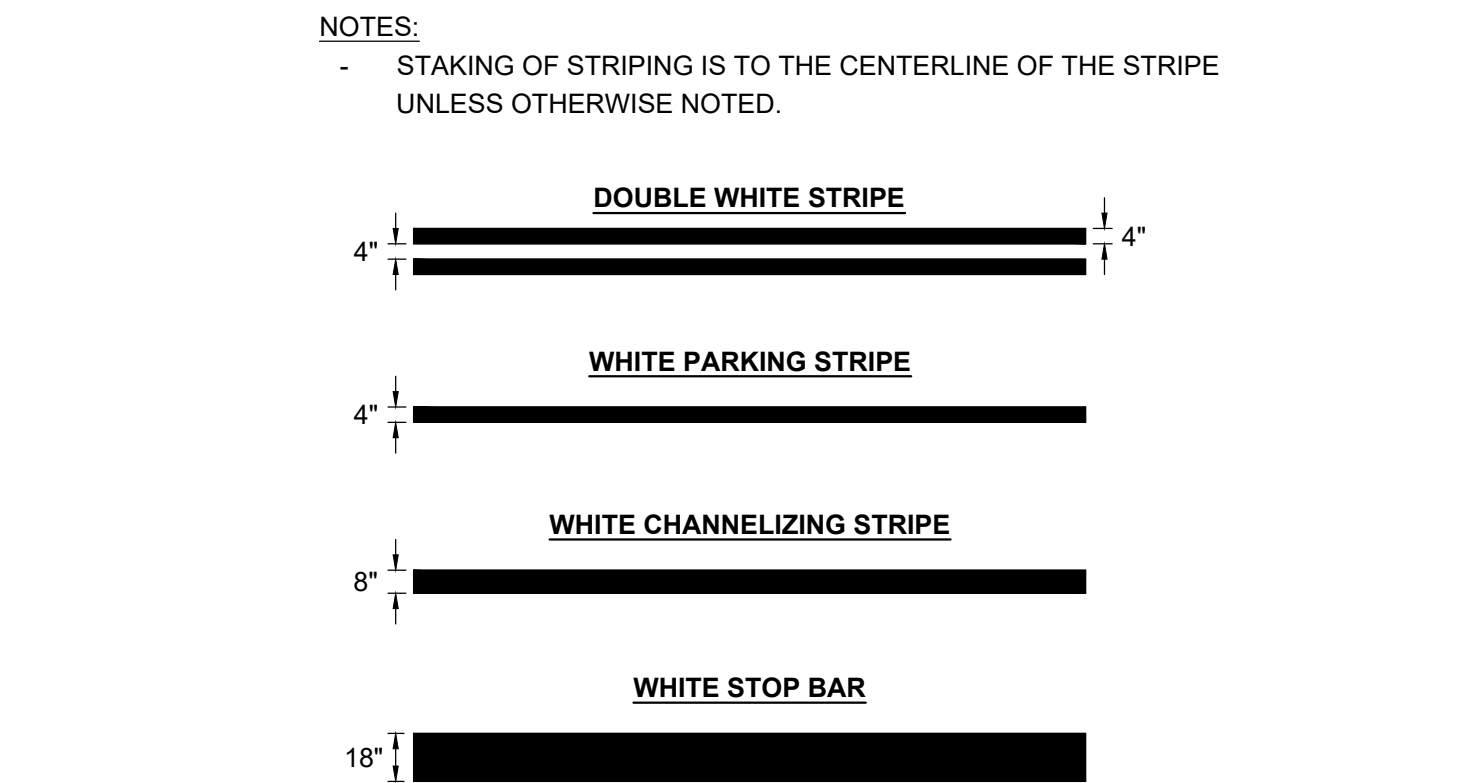 NOTES:
- STAKING OF STRIPING IS TO THE CENTERLINE OF THE STRIPE
UNLESS OTHERWISE NOTED.
DOUBLE WHITE STRIPE
4"
4"
WHITE PARKING STRIPE
4"
WHITE CHANNELIZING STRIPE
8"
WHITE STOP BAR
18"